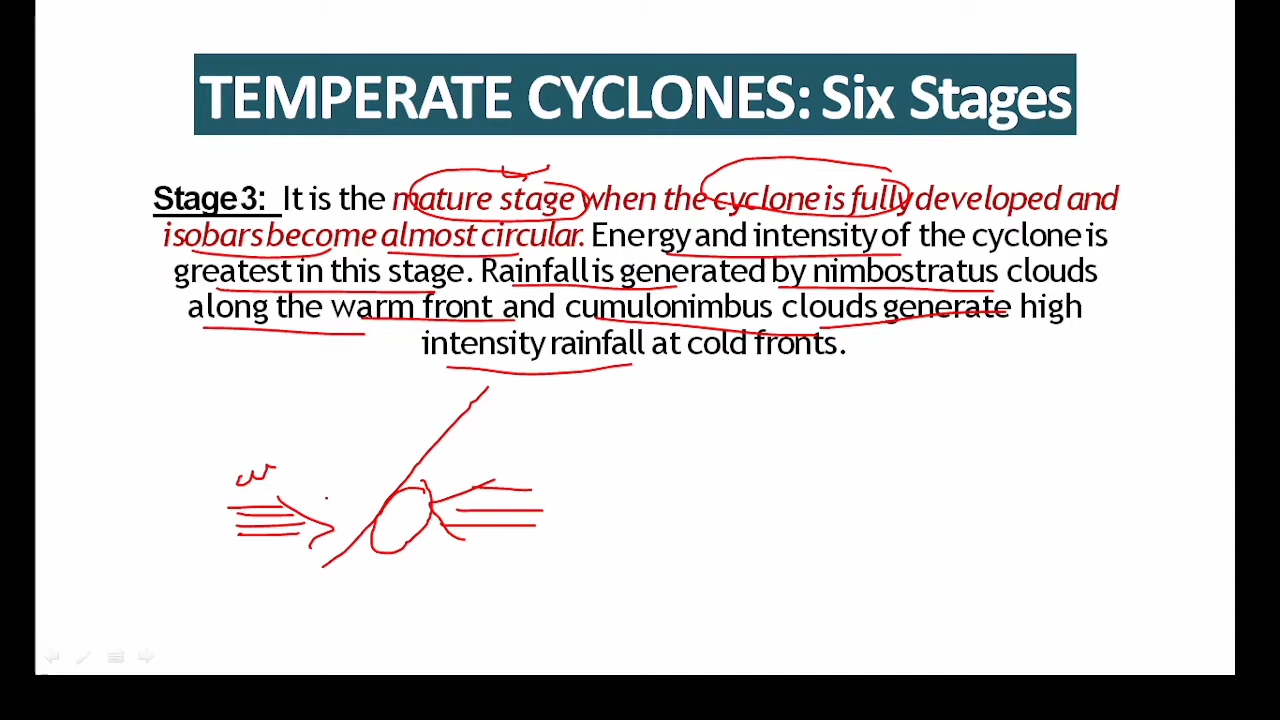 TEMPERATE CYCLONES: Six Stages
Stage 3: It is the mature stage when the cyclone is fully developed and
isobars become almost circular. Energy and intensity of the cyclone is
greatest in this stage. Rainfall is generated by nimbostratus clouds
along the warm front and cumulonimbus clouds generate high
intensity rainfall at cold fronts.